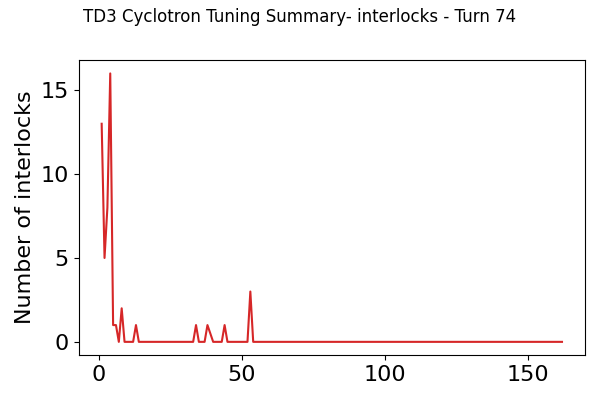 TD3 Cyclotron Tuning Summary- interlocks - Turn 74
Number of interlocks
15
10
5
0
0 50 100 150